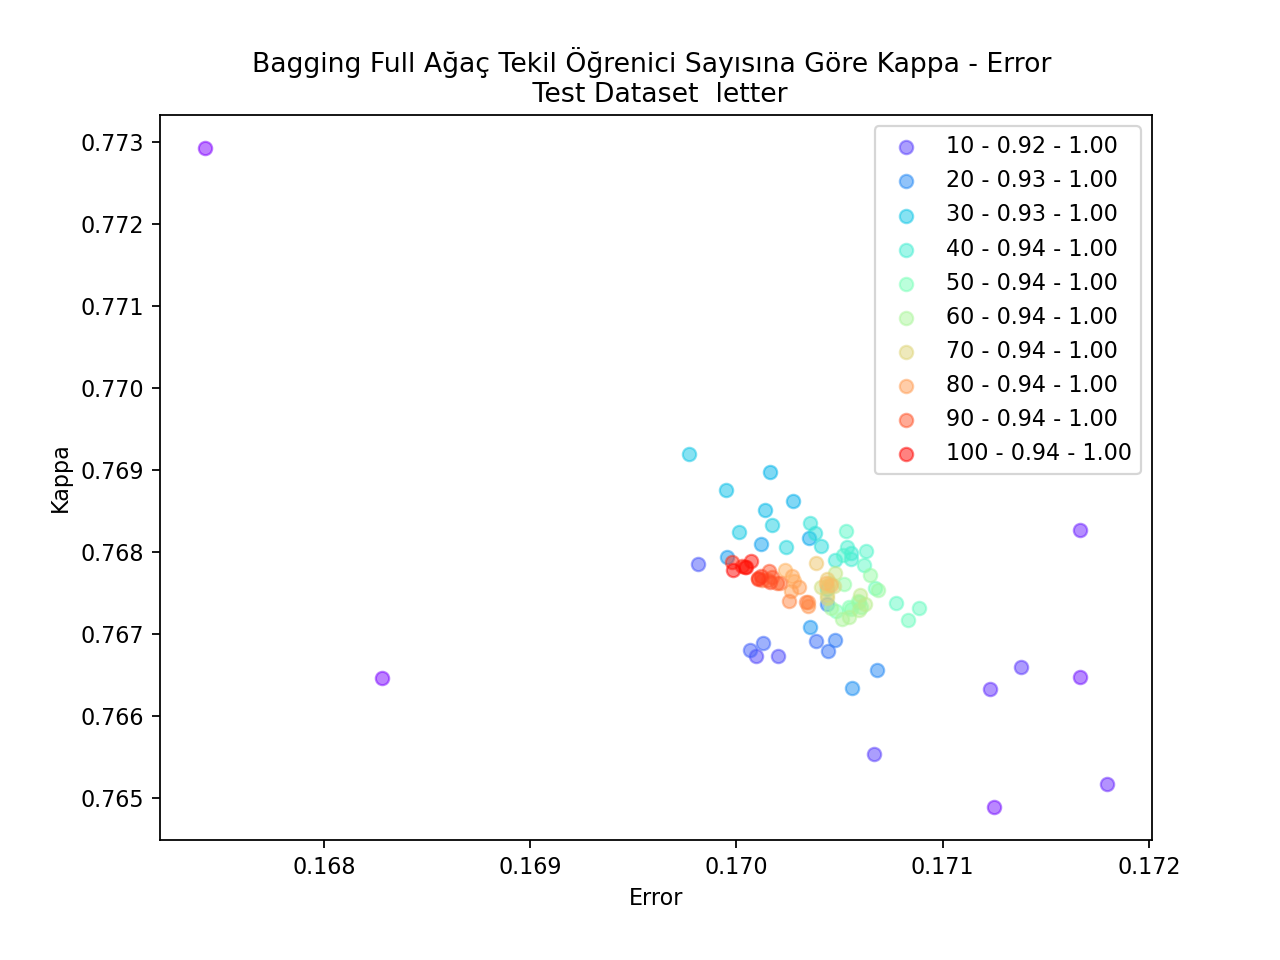 Bagging Full Ağaç Tekil Öğrenici Sayısına Göre Kappa - Error
Test Dataset  letter
0.773
0.772
0.771
0.770
0.769
0.768
0.767
0.766
0.765
Kappa
10 - 0.92 - 1.00
20 - 0.93 - 1.00
30 - 0.93 - 1.00
40 - 0.94 - 1.00
50 - 0.94 - 1.00
60 - 0.94 - 1.00
70 - 0.94 - 1.00
80 - 0.94 - 1.00
90 - 0.94 - 1.00
100 - 0.94 - 1.00
0.168 0.169 0.170 0.171 0.172
Error